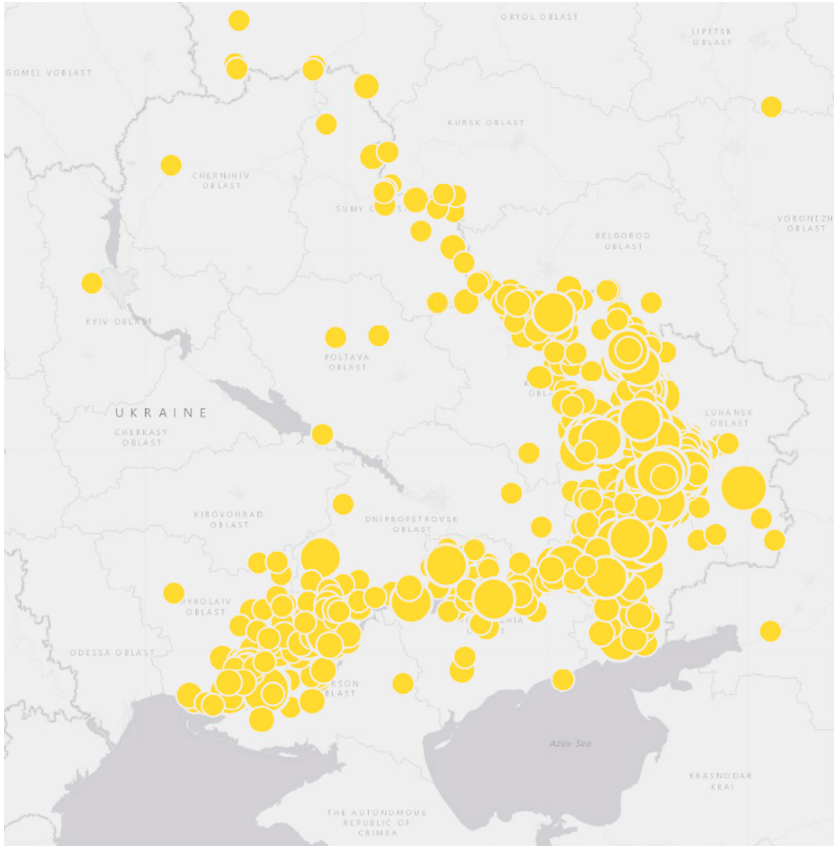 ORYOL OBLAST
LIPETSK
OBLAST
GOMEL VOBLAST
KURSK OBLAST
CHERNIHIV
OBLAST
SUMY
VORONEZH
OBLAST
BELGOROD
OBLAST
KYIV OBLAST
POLTAVA
OBLAST
UKRAINE
CHERKASY
OBLAST
LUHANSK
OBLAST
KIROVOHRAD
OBLAST
DNIPROPETROVSK
OBLAST
MYKOLAIV
OBLAST
ODESSA OBLAST
Azov Sea
KRASNODAR
KRAI
THE AUTONOMOUS
REPUBLIC OF
CRIMEA